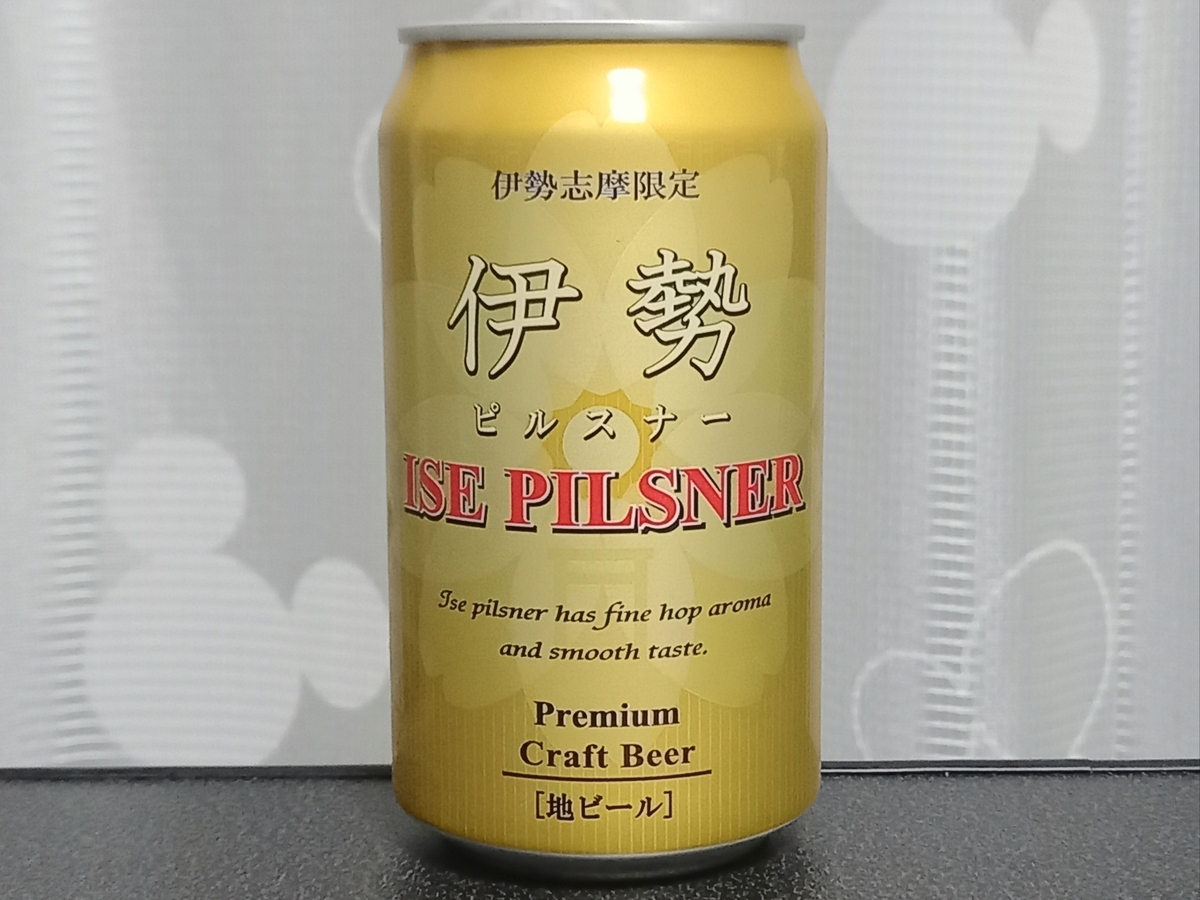 伊勢志摩限定
伊勢
ピルスナー
ISE PILSNER
Ise pilsner has fine hop aroma
and smooth taste.
Premium
Craft Beer
[地ビール]